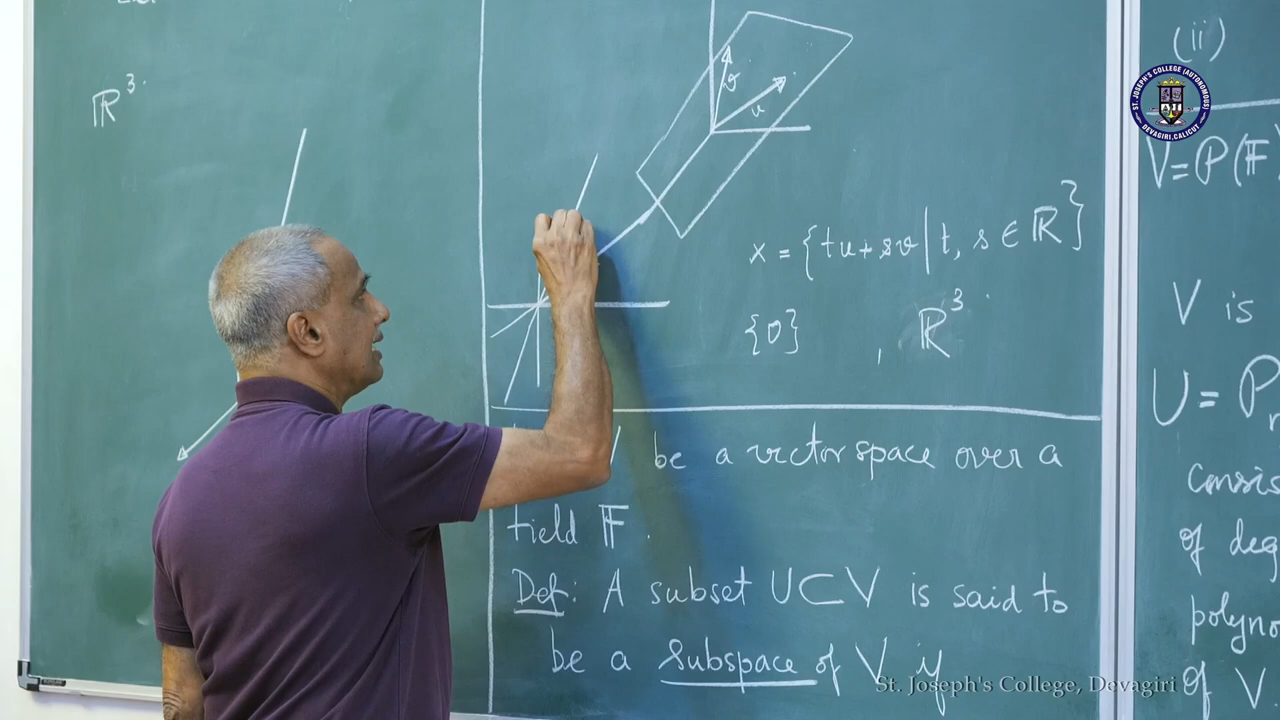 ℝ³.
v
u
x = {tu + sv | t, s ∈ ℝ}
{0} , ℝ³.
V be a vector space over a
field 𝔽.
Def: A subset U⊂V is said to
be a Subspace of V if
(ii)
V = P(F)
V is
U = P
Consis
of deg
polyno
of V
ST. JOSEPH'S COLLEGE (AUTONOMOUS)
DEVAGIRI, CALICUT
St. Joseph's College, Devagiri